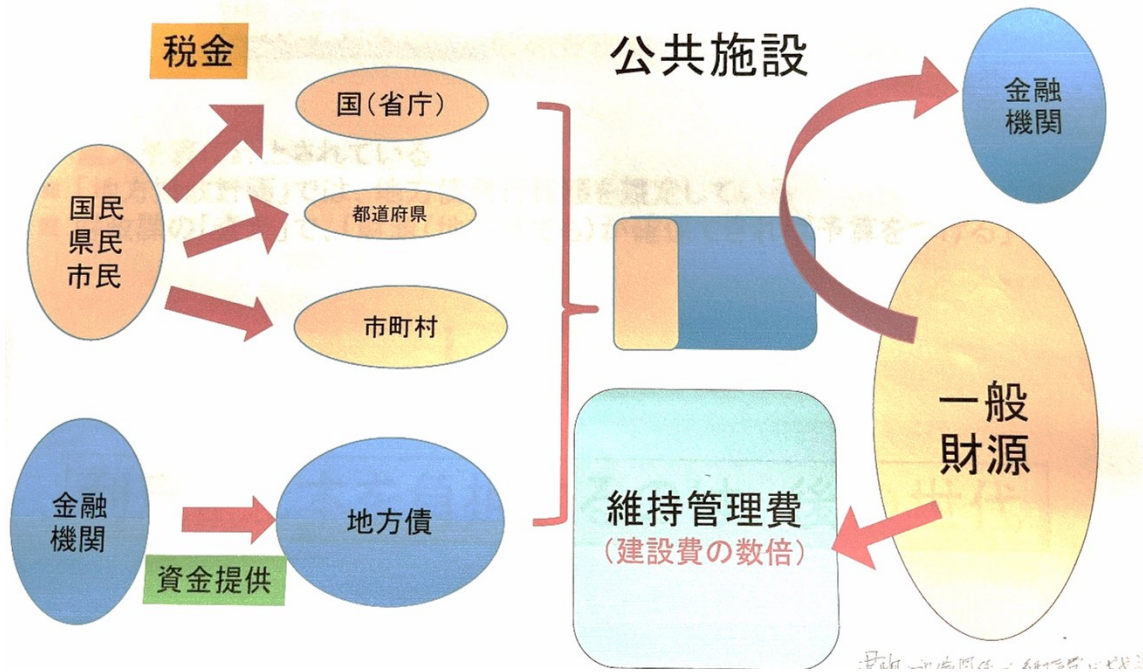 税金
公共施設
国(省庁)
金融
機関
国民
県民
市民
都道府県
市町村
一般
財源
金融
機関
地方債
資金提供
維持管理費
(建設費の数倍)